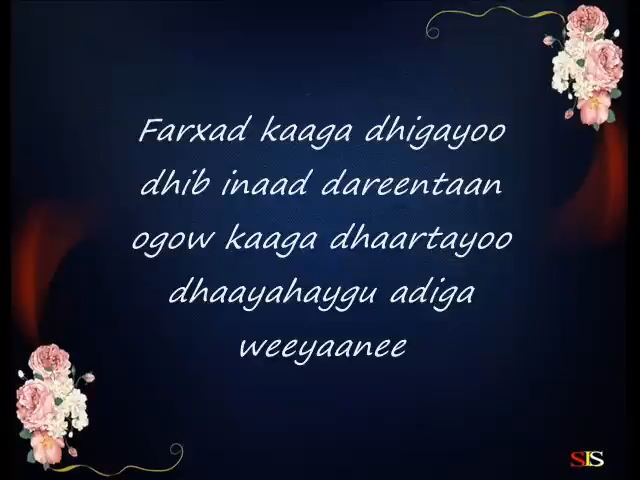 Farxad kaaga dhigayoo
dhib inaad dareentaan
ogow kaaga dhaartayoo
dhaayahaygu adiga
weeyaanee
SIS